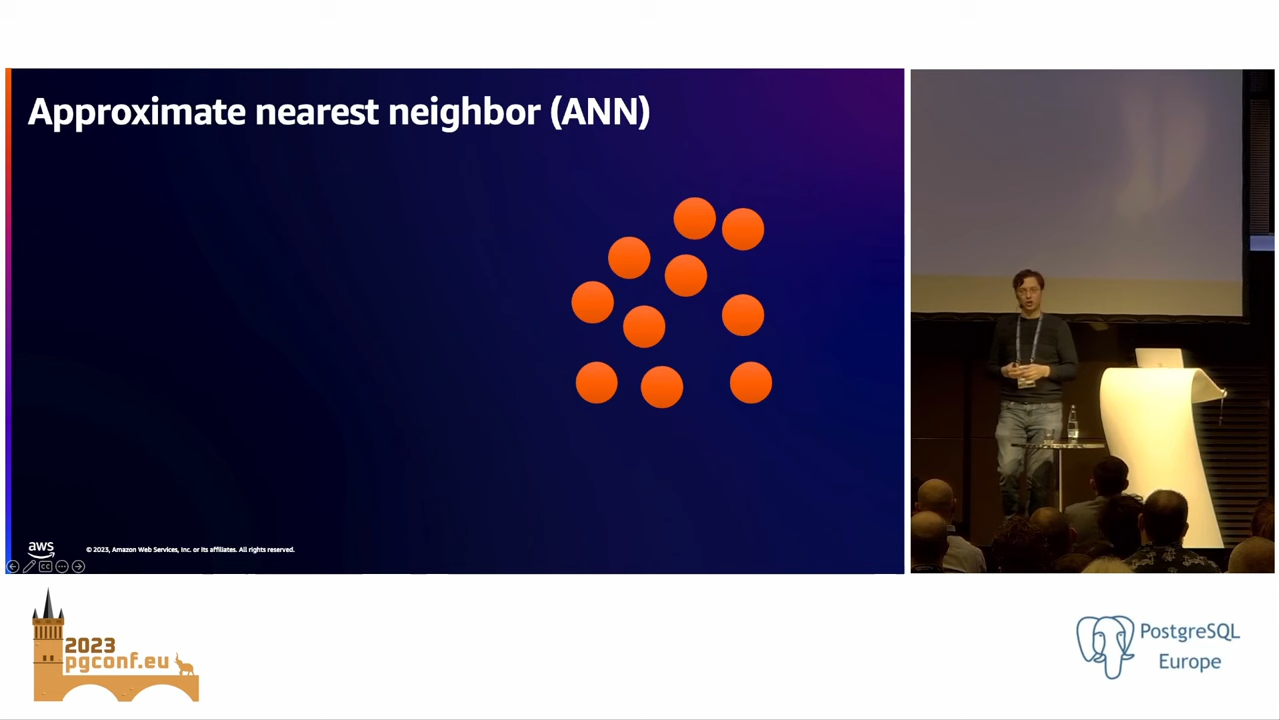 Approximate nearest neighbor (ANN)
aws
© 2023, Amazon Web Services, Inc. or its affiliates. All rights reserved.
CC
2023
pgconf.eu
PostgreSQL
Europe